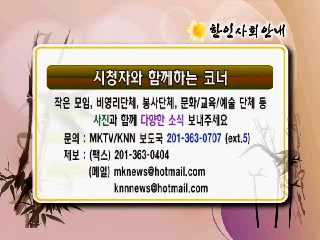 한인사회안내
시청자와 함께하는 코너
작은 모임, 비영리단체, 봉사단체, 문화/교육/예술 단체 등
사진과 함께 다양한 소식 보내주세요
문의 : MKTV/KNN 보도국 201-363-0707 (ext.5)
제보 : (팩스) 201-363-0404
(메일) mknews@hotmail.com
knnnews@hotmail.com